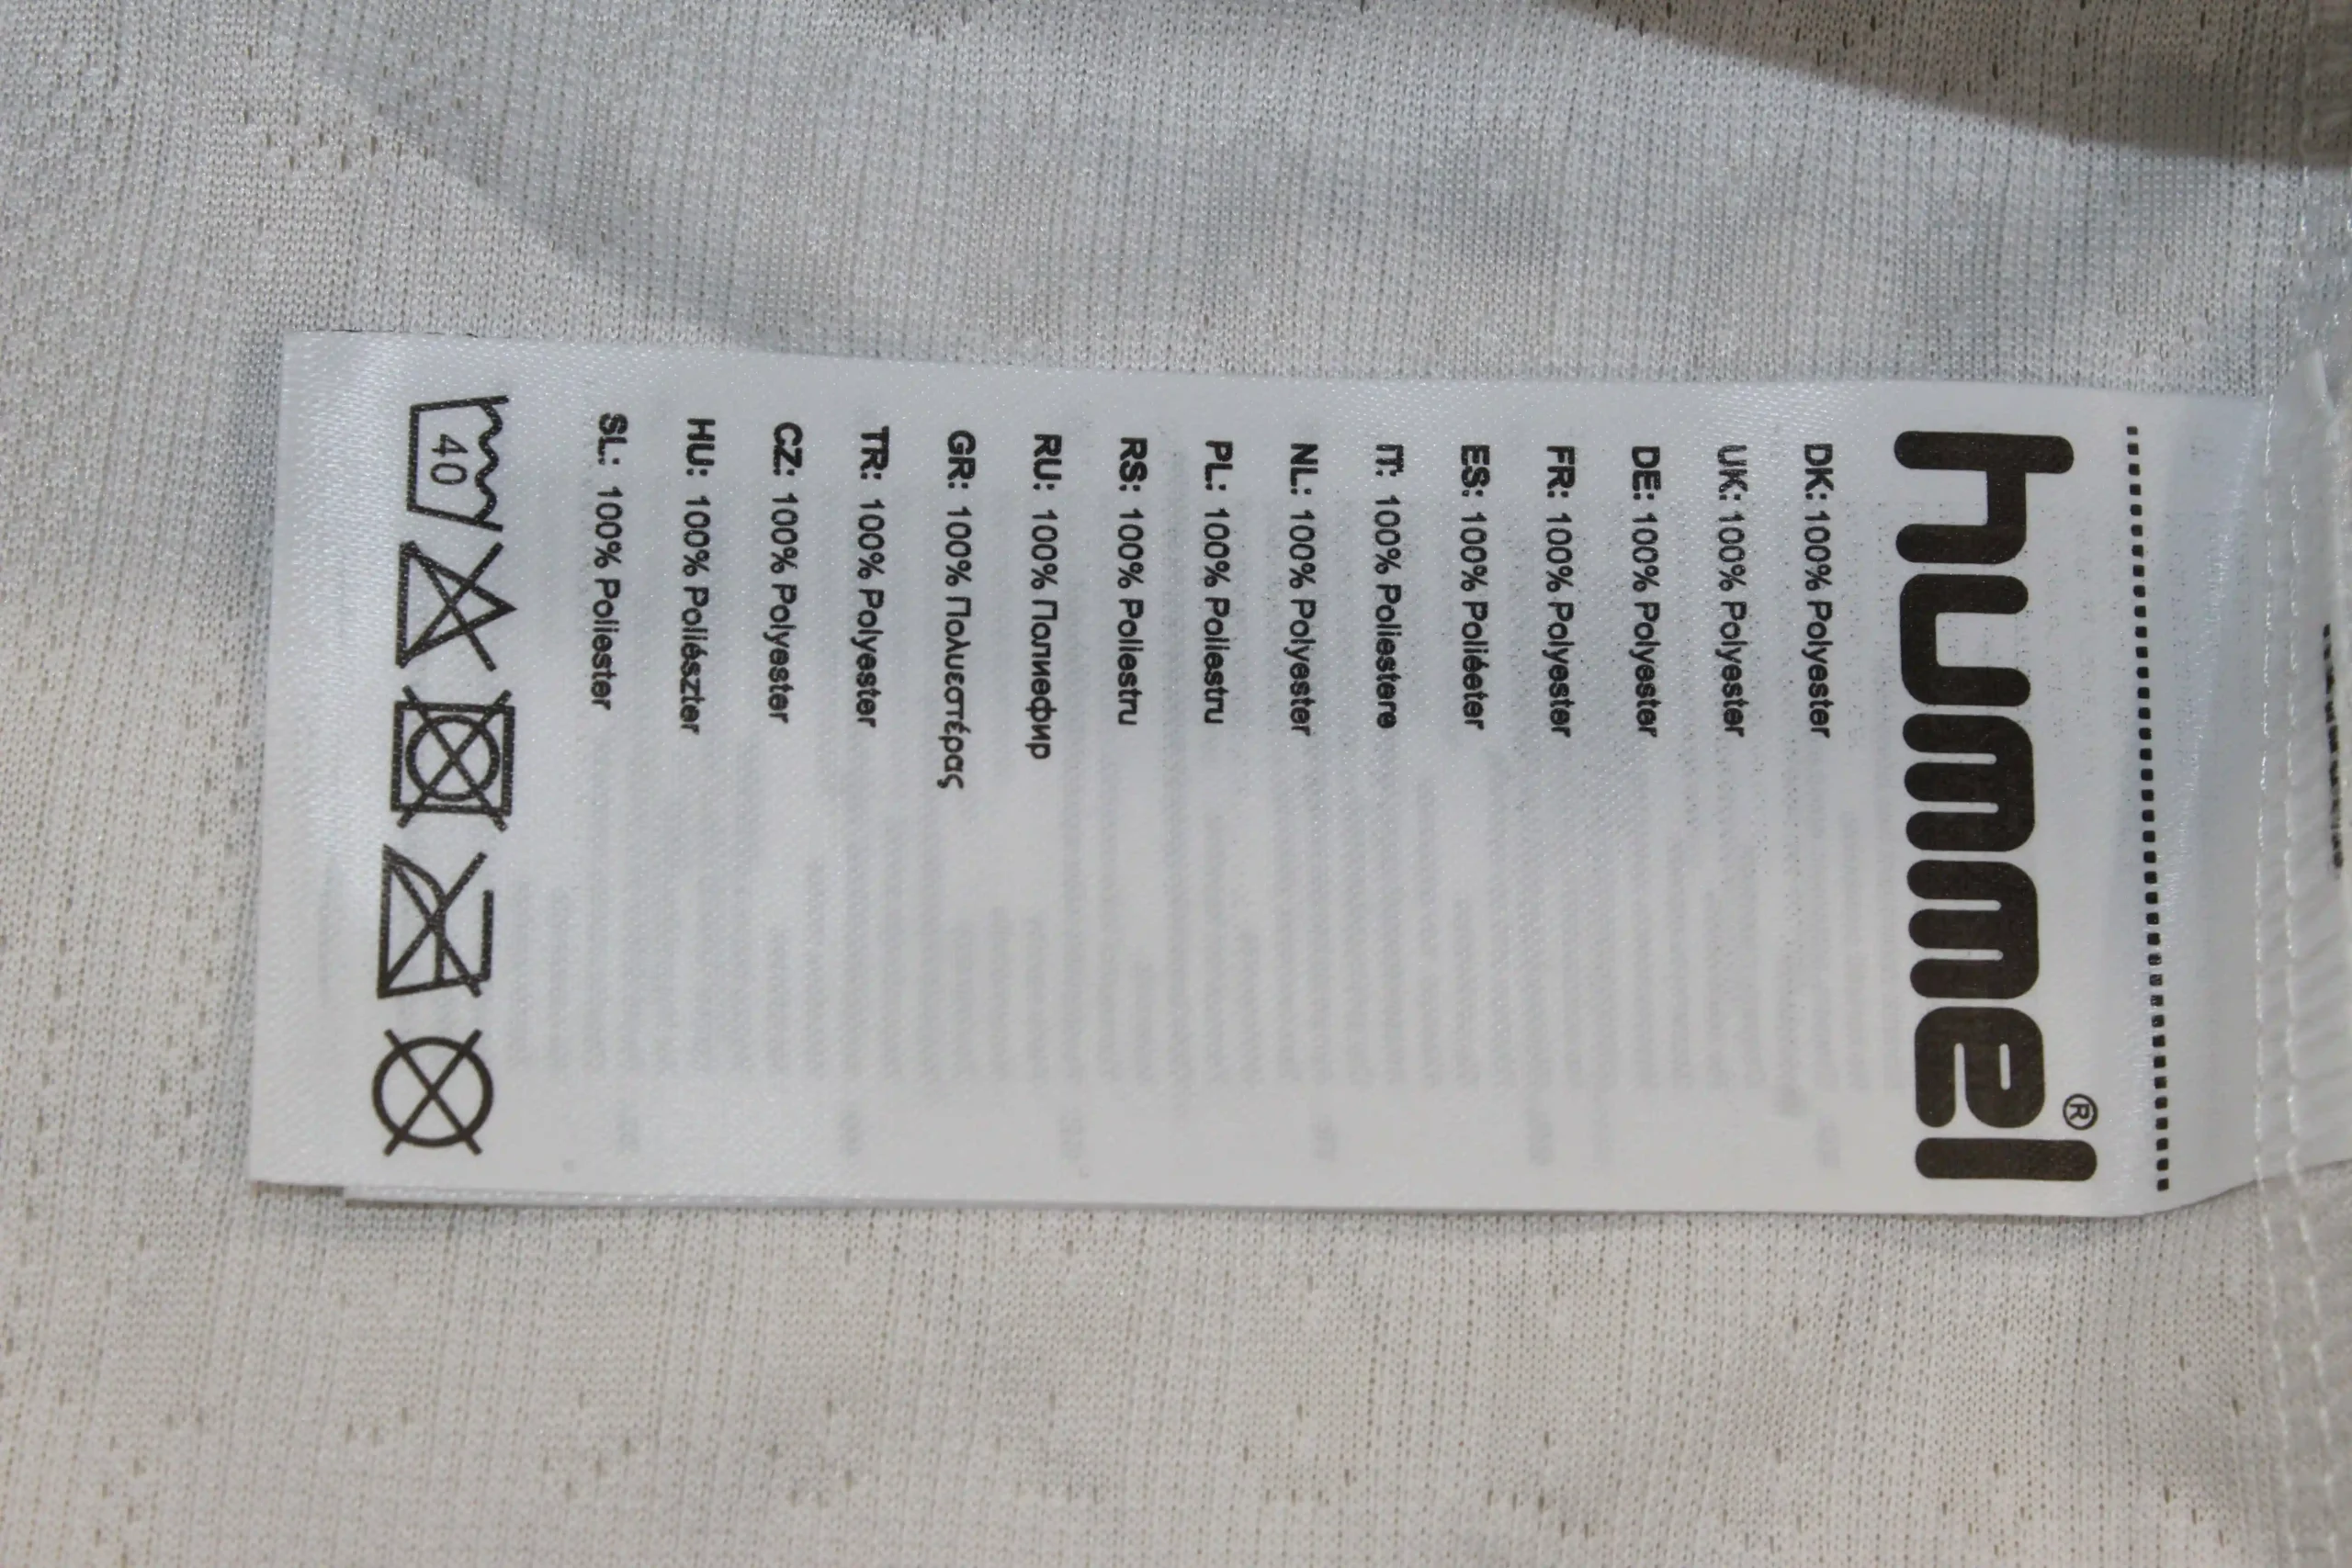 hummel®
DK: 100% Polyester
UK: 100% Polyester
DE: 100% Polyester
FR: 100% Polyester
ES: 100% Poliéster
IT: 100% Poliestere
NL: 100% Polyester
PL: 100% Poliestru
RS: 100% Poliestru
RU: 100% Полиефир
GR: 100% Πολυεστέρας
TR: 100% Polyester
CZ: 100% Polyester
HU: 100% Poliészter
SL: 100% Poliester
40